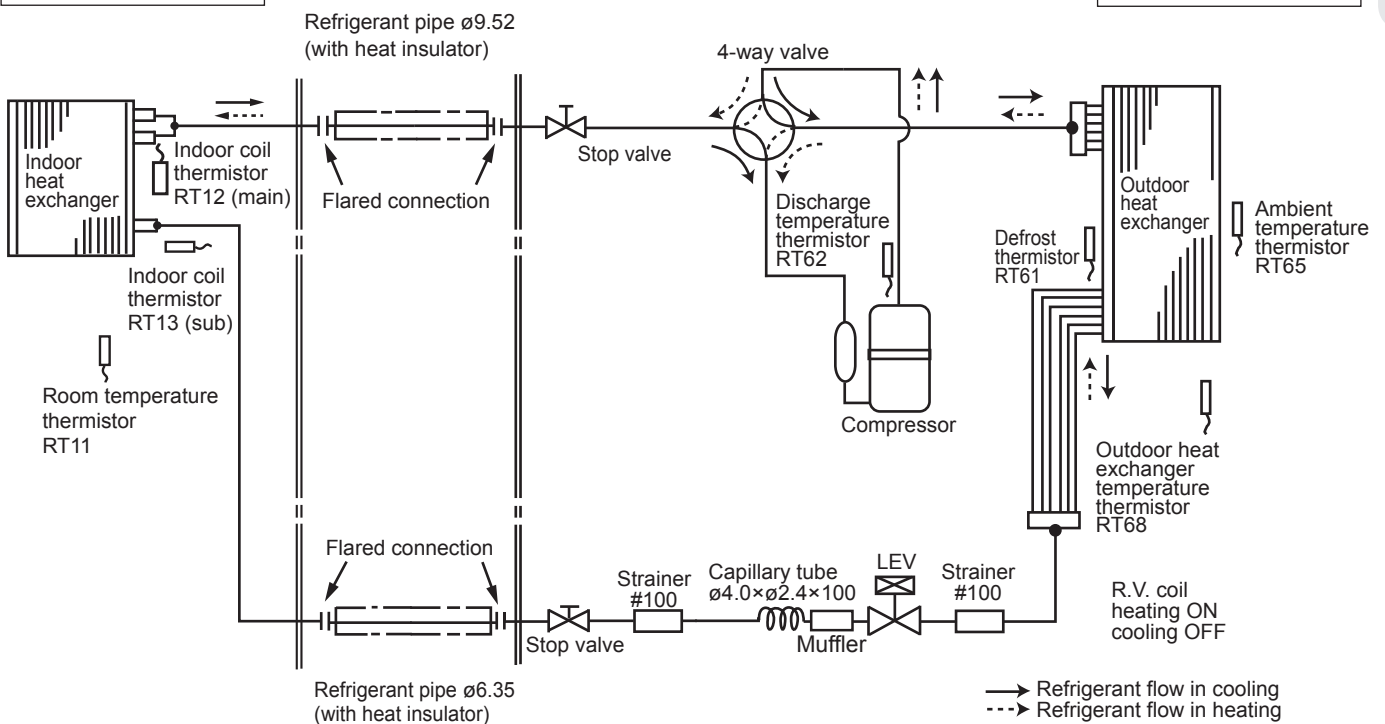 Refrigerant pipe ø9.52
(with heat insulator)
4-way valve
Indoor
heat
exchanger
Indoor coil
thermistor
RT12 (main)
Flared connection
Stop valve
Discharge
temperature
thermistor
RT62
Defrost
thermistor
RT61
Outdoor
heat
exchanger
Ambient
temperature
thermistor
RT65
Indoor coil
thermistor
RT13 (sub)
Room temperature
thermistor
RT11
Compressor
Outdoor heat
exchanger
temperature
thermistor
RT68
Flared connection
Stop valve
Strainer
#100
Capillary tube
ø4.0×ø2.4×100
Muffler
LEV
Strainer
#100
R.V. coil
heating ON
cooling OFF
Refrigerant pipe ø6.35
(with heat insulator)
Refrigerant flow in cooling
Refrigerant flow in heating